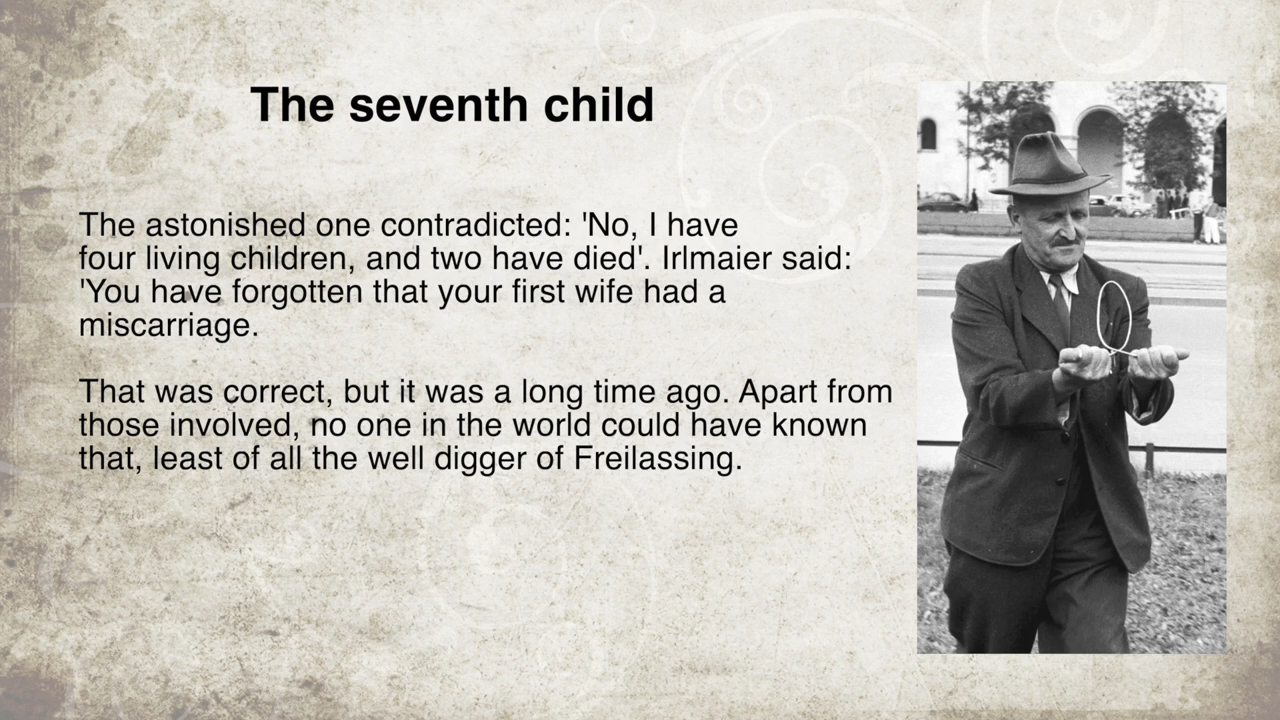 The seventh child
The astonished one contradicted: 'No, I have
four living children, and two have died'. Irlmaier said:
'You have forgotten that your first wife had a
miscarriage.
That was correct, but it was a long time ago. Apart from
those involved, no one in the world could have known
that, least of all the well digger of Freilassing.